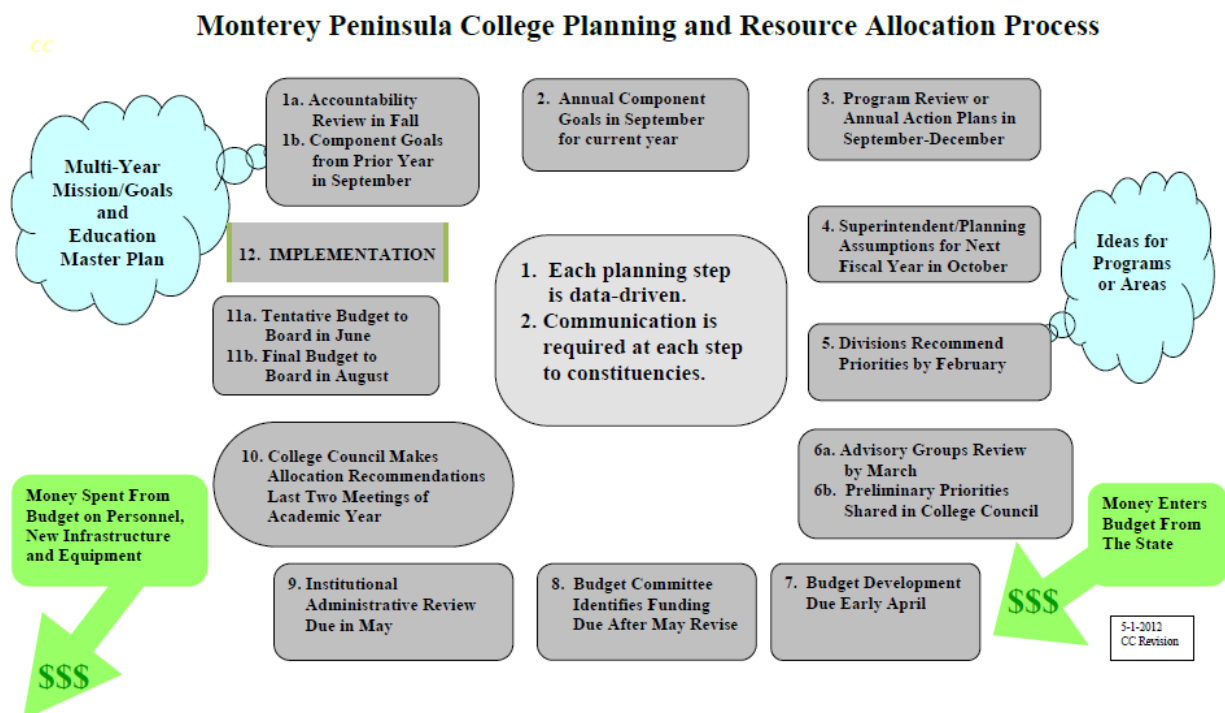 Monterey Peninsula College Planning and Resource Allocation Process
CC
1a. Accountability
Review in Fall
1b. Component Goals
from Prior Year
in September
2. Annual Component
Goals in September
for current year
3. Program Review or
Annual Action Plans in
September-December
Multi-Year
Mission/Goals
and
Education
Master Plan
12. IMPLEMENTATION
1. Each planning step
is data-driven.
2. Communication is
required at each step
to constituencies.
4. Superintendent/Planning
Assumptions for Next
Fiscal Year in October
Ideas for
Programs
or Areas
11a. Tentative Budget to
Board in June
11b. Final Budget to
Board in August
5. Divisions Recommend
Priorities by February
10. College Council Makes
Allocation Recommendations
Last Two Meetings of
Academic Year
6a. Advisory Groups Review
by March
6b. Preliminary Priorities
Shared in College Council
Money Spent From
Budget on Personnel,
New Infrastructure
and Equipment
$$$
Money Enters
Budget From
The State
$$$
9. Institutional
Administrative Review
Due in May
8. Budget Committee
Identifies Funding
Due After May Revise
7. Budget Development
Due Early April
5-1-2012
CC Revision